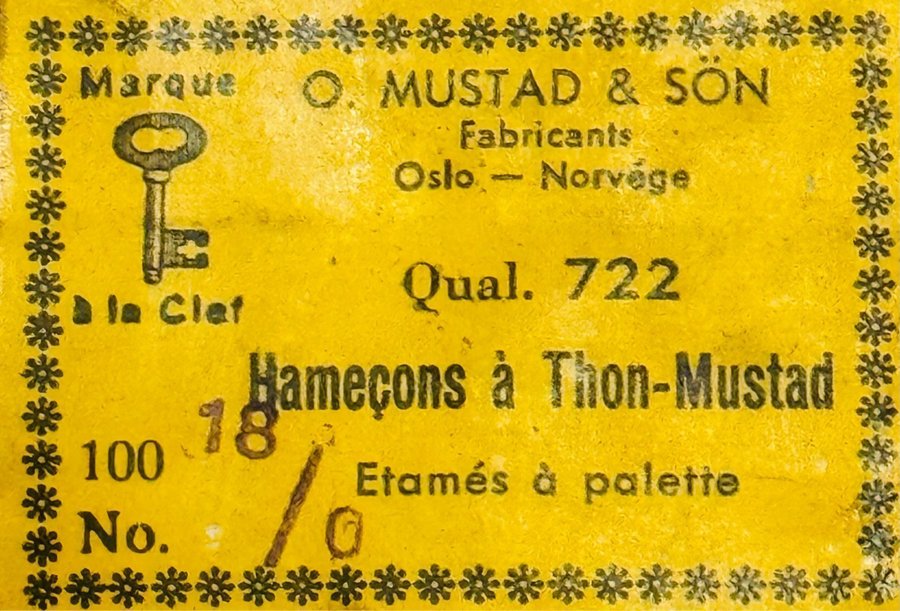 Marque
O. MUSTAD & SÖN
Fabricants
Oslo — Norvége
à la Clef
Qual. 722
Hameçons à Thon-Mustad
18/0
100
Etamés à palette
No.